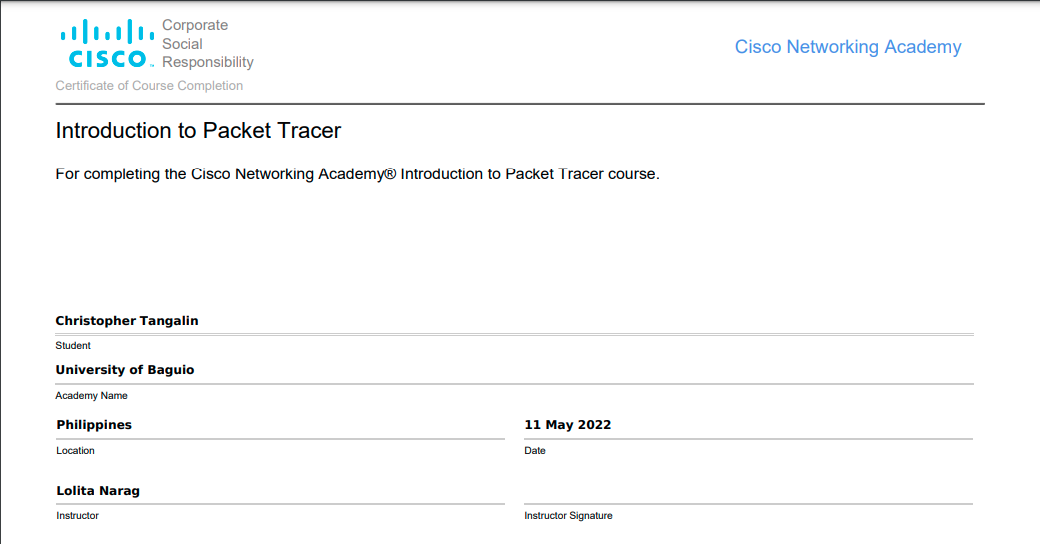 Corporate
Social
CISCO™ Responsibility
Cisco Networking Academy
Certificate of Course Completion
Introduction to Packet Tracer
For completing the Cisco Networking Academy® Introduction to Packet Tracer course.
Christopher Tangalin
Student
University of Baguio
Academy Name
Philippines 11 May 2022
Location Date
Lolita Narag
Instructor Instructor Signature